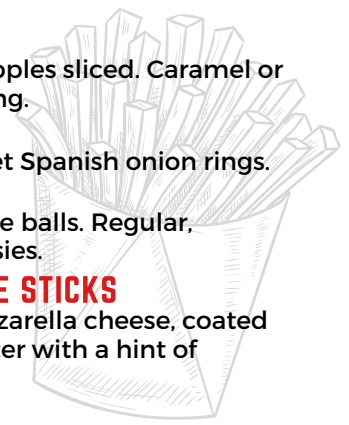 pples sliced. Caramel or
ng.
et Spanish onion rings.
e balls. Regular,
sies.
E STICKS
zarella cheese, coated
ter with a hint of